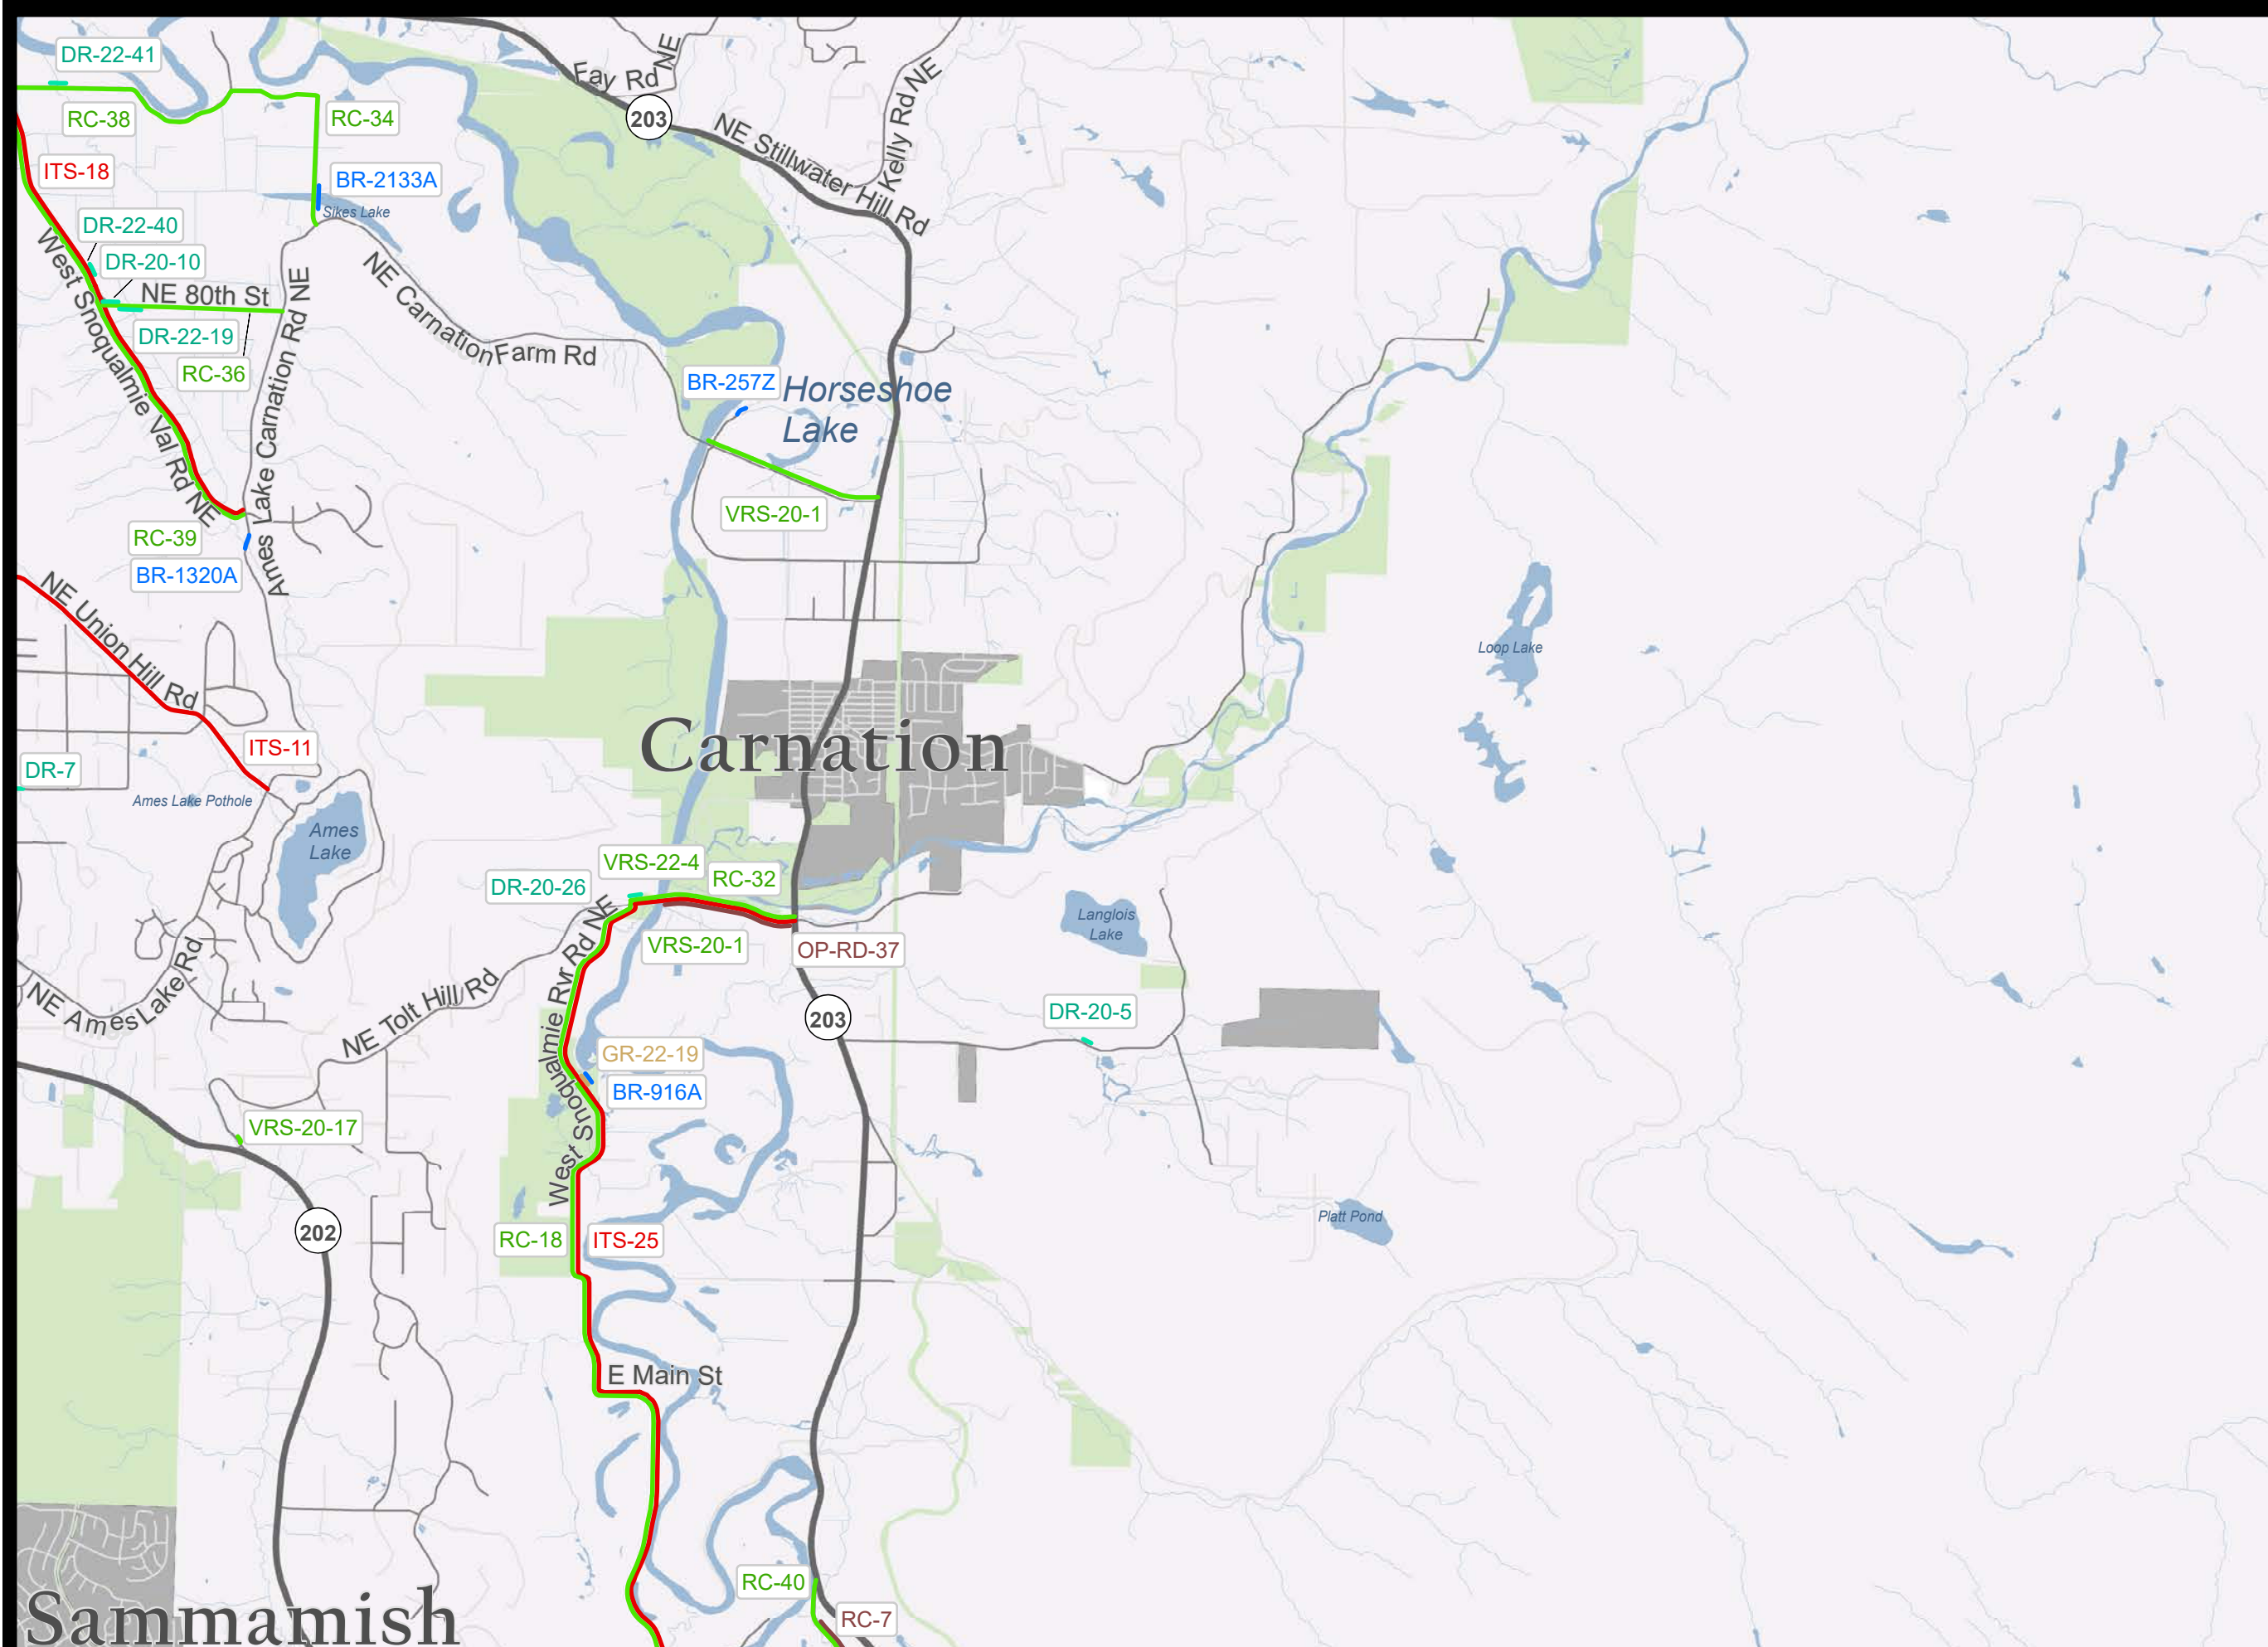 DR-22-41
RC-38
RC-34
Fay Rd NE
203
NE Stillwater Hill Rd
Kelly Rd NE
ITS-18
BR-2133A
Sikes Lake
DR-22-40
DR-20-10
NE 80th St
DR-22-19
RC-36
West Snoqualmie Val Rd NE
Ames Lake Carnation Rd NE
NE Carnation Farm Rd
BR-257Z
Horseshoe
Lake
VRS-20-1
RC-39
BR-1320A
NE Union Hill Rd
ITS-11
DR-7
Ames Lake Pothole
Ames
Lake
Loop Lake
Carnation
VRS-22-4
RC-32
DR-20-26
VRS-20-1
OP-RD-37
Langlois
Lake
NE Ames Lake Rd
NE Tolt Hill Rd
West Snoqualmie Rvr Rd NE
203
DR-20-5
GR-22-19
BR-916A
VRS-20-17
202
RC-18
ITS-25
Platt Pond
E Main St
RC-40
RC-7
Sammamish